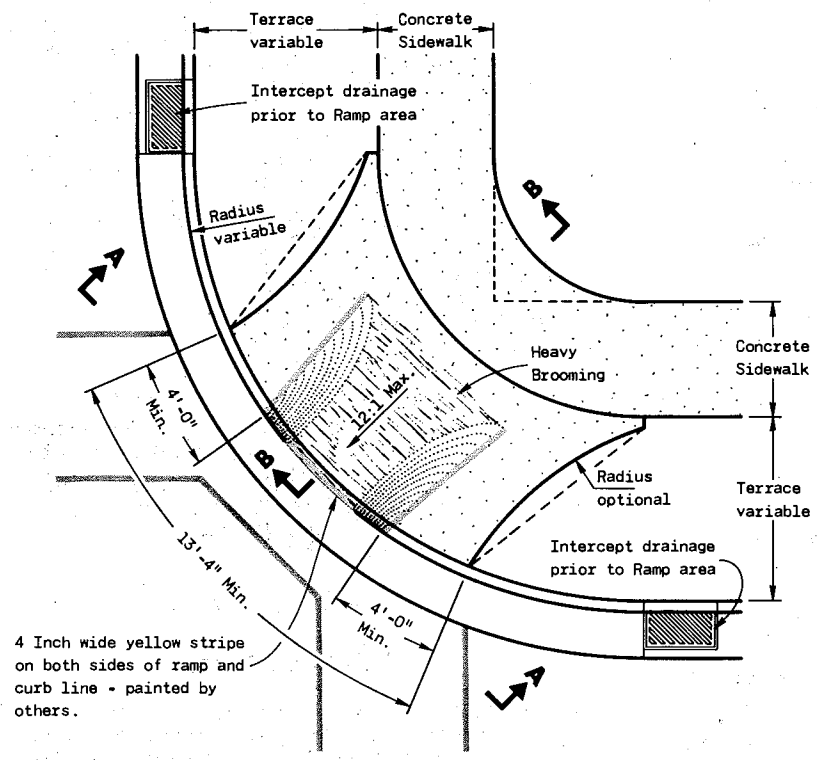 Terrace
variable
Concrete
Sidewalk
Intercept drainage
prior to Ramp area
B
Radius
variable
A
Concrete
Sidewalk
Heavy
Brooming
12:1 Max.
4'-0"
Min.
B
Radius
optional
Terrace
variable
13'-4" Min.
Intercept drainage
prior to Ramp area
4'-0"
Min.
4 Inch wide yellow stripe
on both sides of ramp and
curb line - painted by
others.
A